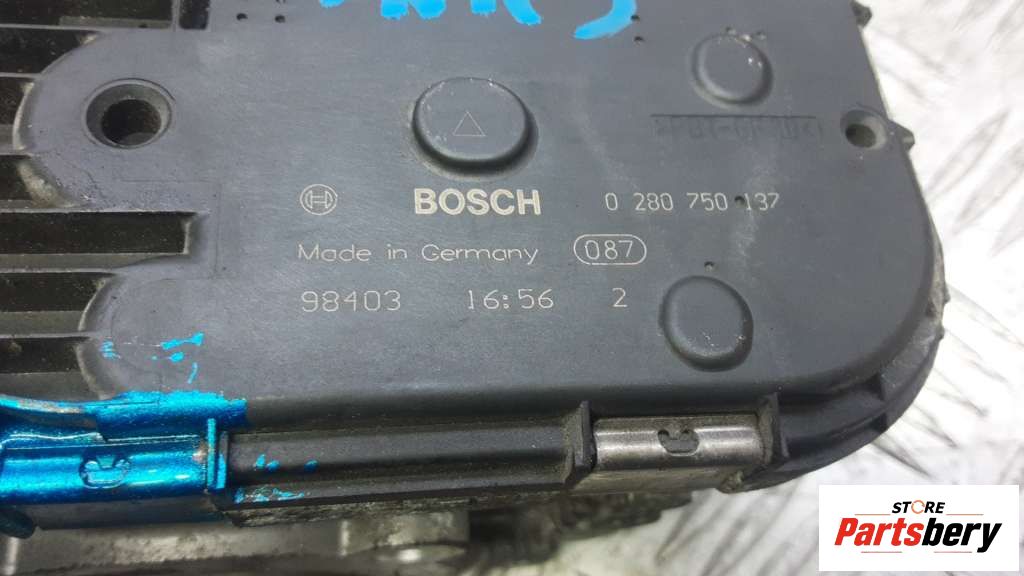 BOSCH 0 280 750 137
Made in Germany 087
98403 16:56 2
STORE
Partsbery